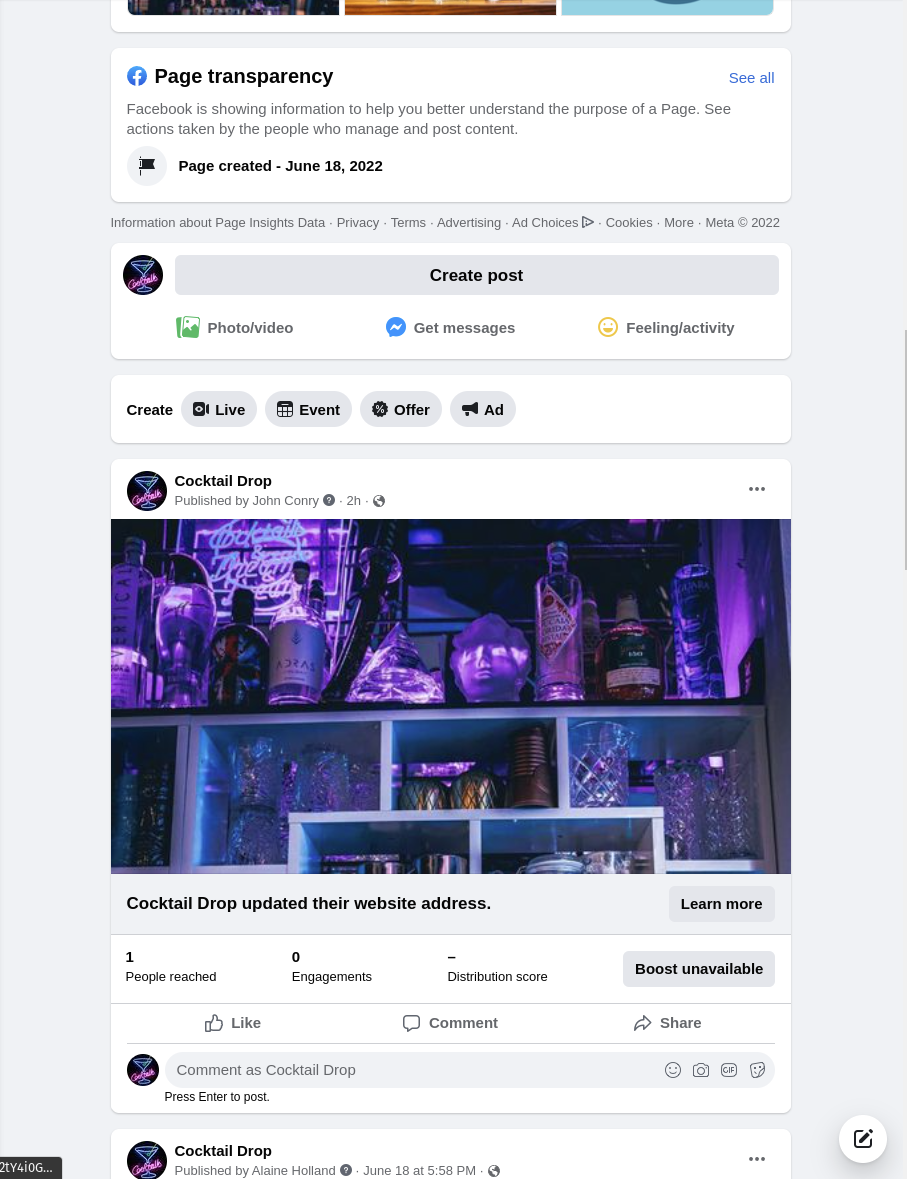 Page transparency
See all
Facebook is showing information to help you better understand the purpose of a Page. See
actions taken by the people who manage and post content.
Page created - June 18, 2022
Information about Page Insights Data · Privacy · Terms · Advertising · Ad Choices · Cookies · More · Meta © 2022
Create post
Photo/video
Get messages
Feeling/activity
Create
Live
Event
Offer
Ad
Cocktail Drop
Published by John Conry · 2h ·
Cocktail
VERTICAL
ADRAS
Cocktail Drop updated their website address.
Learn more
1
People reached
0
Engagements
–
Distribution score
Boost unavailable
Like
Comment
Share
Comment as Cocktail Drop
GIF
Press Enter to post.
Cocktail Drop
Published by Alaine Holland · June 18 at 5:58 PM ·
2tY4i0G...